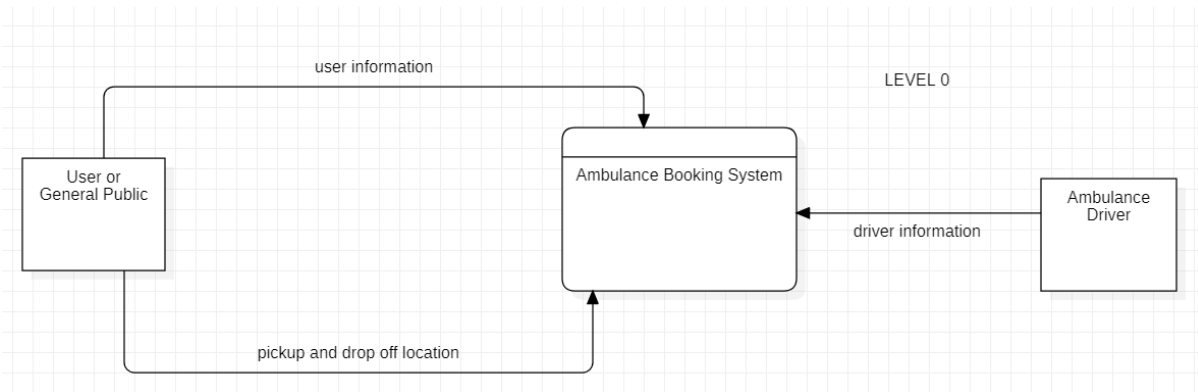 user information
LEVEL 0
User or
General Public
Ambulance Booking System
Ambulance
Driver
driver information
pickup and drop off location